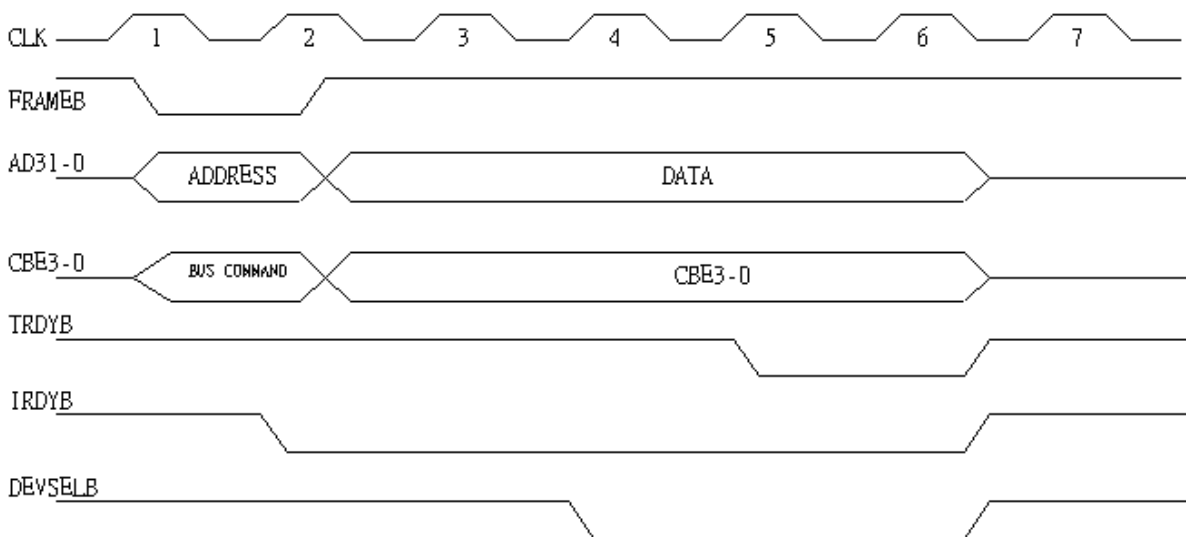 CLK 1 2 3 4 5 6 7
FRAMEB
AD31-0 ADDRESS DATA
CBE3-0 BUS COMMAND CBE3-0
TRDYB
IRDYB
DEVSELB